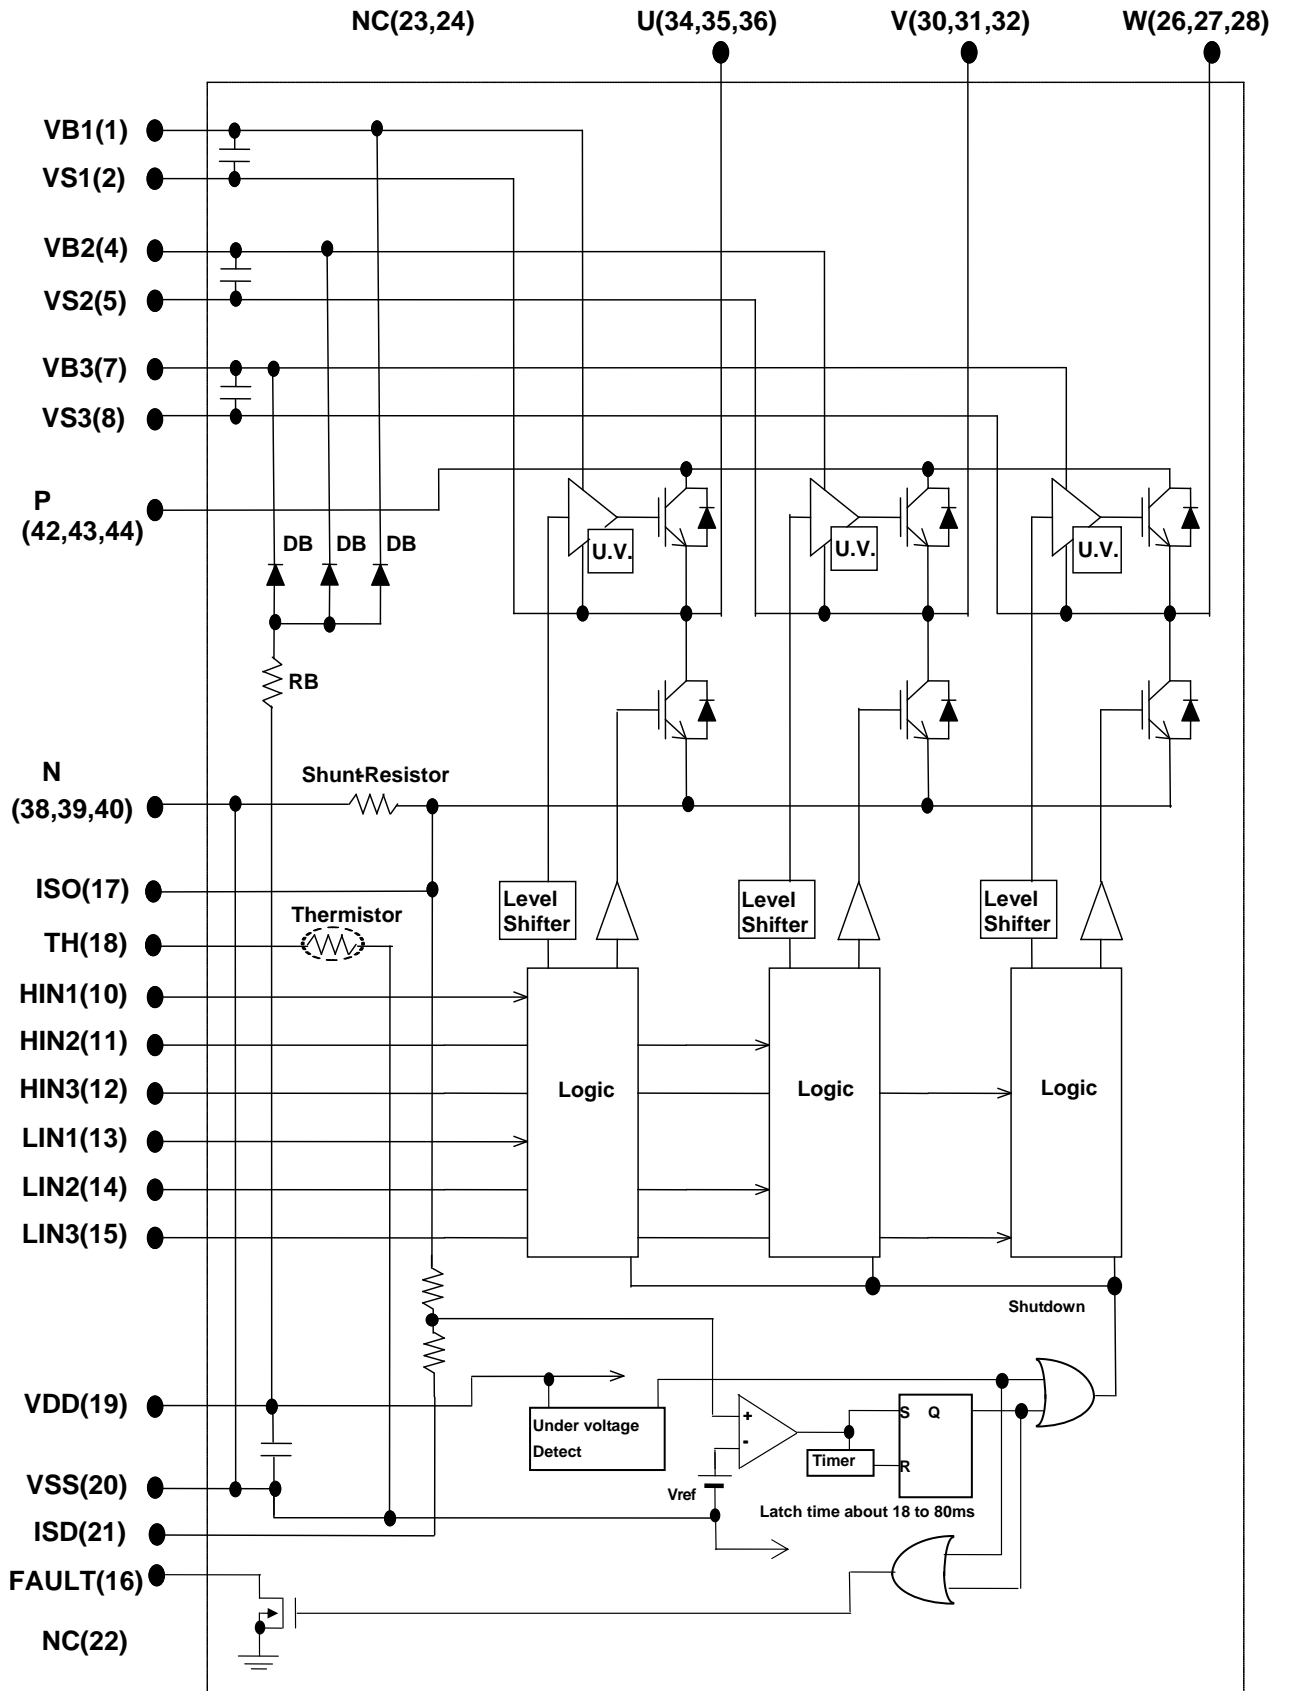 NC(23,24)
U(34,35,36)
V(30,31,32)
W(26,27,28)
VB1(1)
VS1(2)
VB2(4)
VS2(5)
VB3(7)
VS3(8)
P
(42,43,44)
DB
DB
DB
U.V.
U.V.
U.V.
RB
N
(38,39,40)
Shunt-Resistor
ISO(17)
Level
Shifter
Level
Shifter
Level
Shifter
Thermistor
TH(18)
HIN1(10)
HIN2(11)
HIN3(12)
LIN1(13)
LIN2(14)
LIN3(15)
Logic
Logic
Logic
Shutdown
VDD(19)
Under voltage
Detect
+
-
Timer
S Q
R
Vref
Latch time about 18 to 80ms
VSS(20)
ISD(21)
FAULT(16)
NC(22)